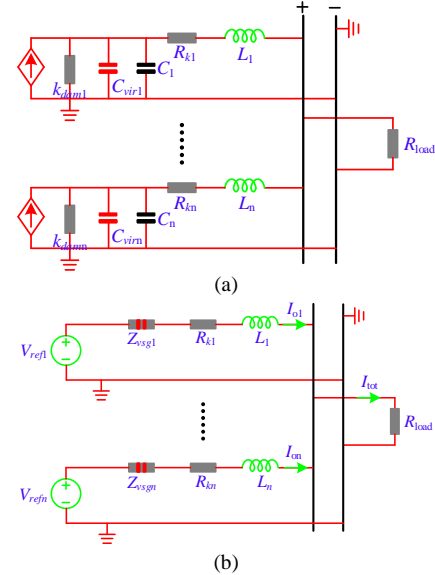 + −
R_k1 L_1
k_dam1 C_vir1 C_1
R_load
R_kn L_n
k_damn C_virn C_n
(a)
Z_vsg1 R_k1 L_1 I_o1
V_ref1
I_tot
R_load
Z_vsgn R_kn L_n I_on
V_refn
(b)